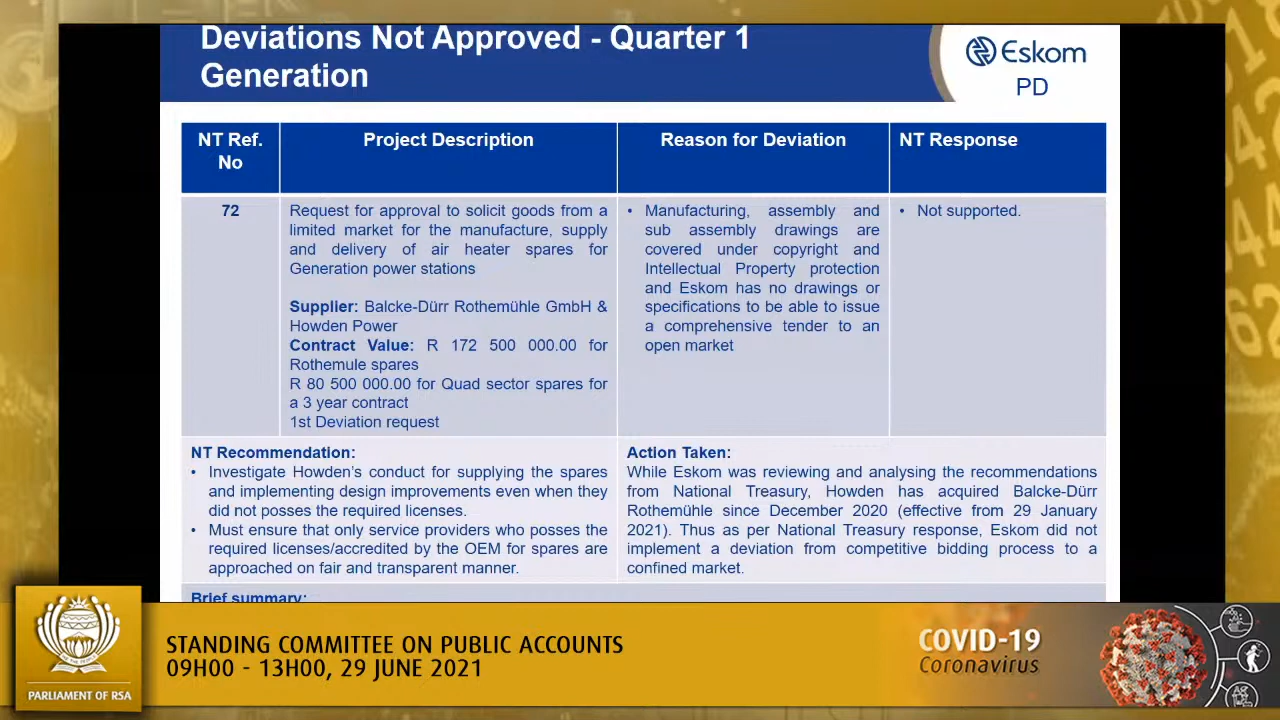 Deviations Not Approved - Quarter 1
Generation
Eskom
PD
NT Ref.
No
Project Description
Reason for Deviation
NT Response
72
Request for approval to solicit goods from a
limited market for the manufacture, supply
and delivery of air heater spares for
Generation power stations
Supplier: Balcke-Dürr Rothemühle GmbH &
Howden Power
Contract Value: R 172 500 000.00 for
Rothemule spares
R 80 500 000.00 for Quad sector spares for
a 3 year contract
1st Deviation request
• Manufacturing, assembly and
sub assembly drawings are
covered under copyright and
Intellectual Property protection
and Eskom has no drawings or
specifications to be able to issue
a comprehensive tender to an
open market
• Not supported.
NT Recommendation:
• Investigate Howden's conduct for supplying the spares
and implementing design improvements even when they
did not posses the required licenses.
• Must ensure that only service providers who posses the
required licenses/accredited by the OEM for spares are
approached on fair and transparent manner.
Action Taken:
While Eskom was reviewing and analysing the recommendations
from National Treasury, Howden has acquired Balcke-Dürr
Rothemühle since December 2020 (effective from 29 January
2021). Thus as per National Treasury response, Eskom did not
implement a deviation from competitive bidding process to a
confined market.
Brief summary:
STANDING COMMITTEE ON PUBLIC ACCOUNTS
09H00 - 13H00, 29 JUNE 2021
PARLIAMENT OF RSA
COVID-19
Coronavirus